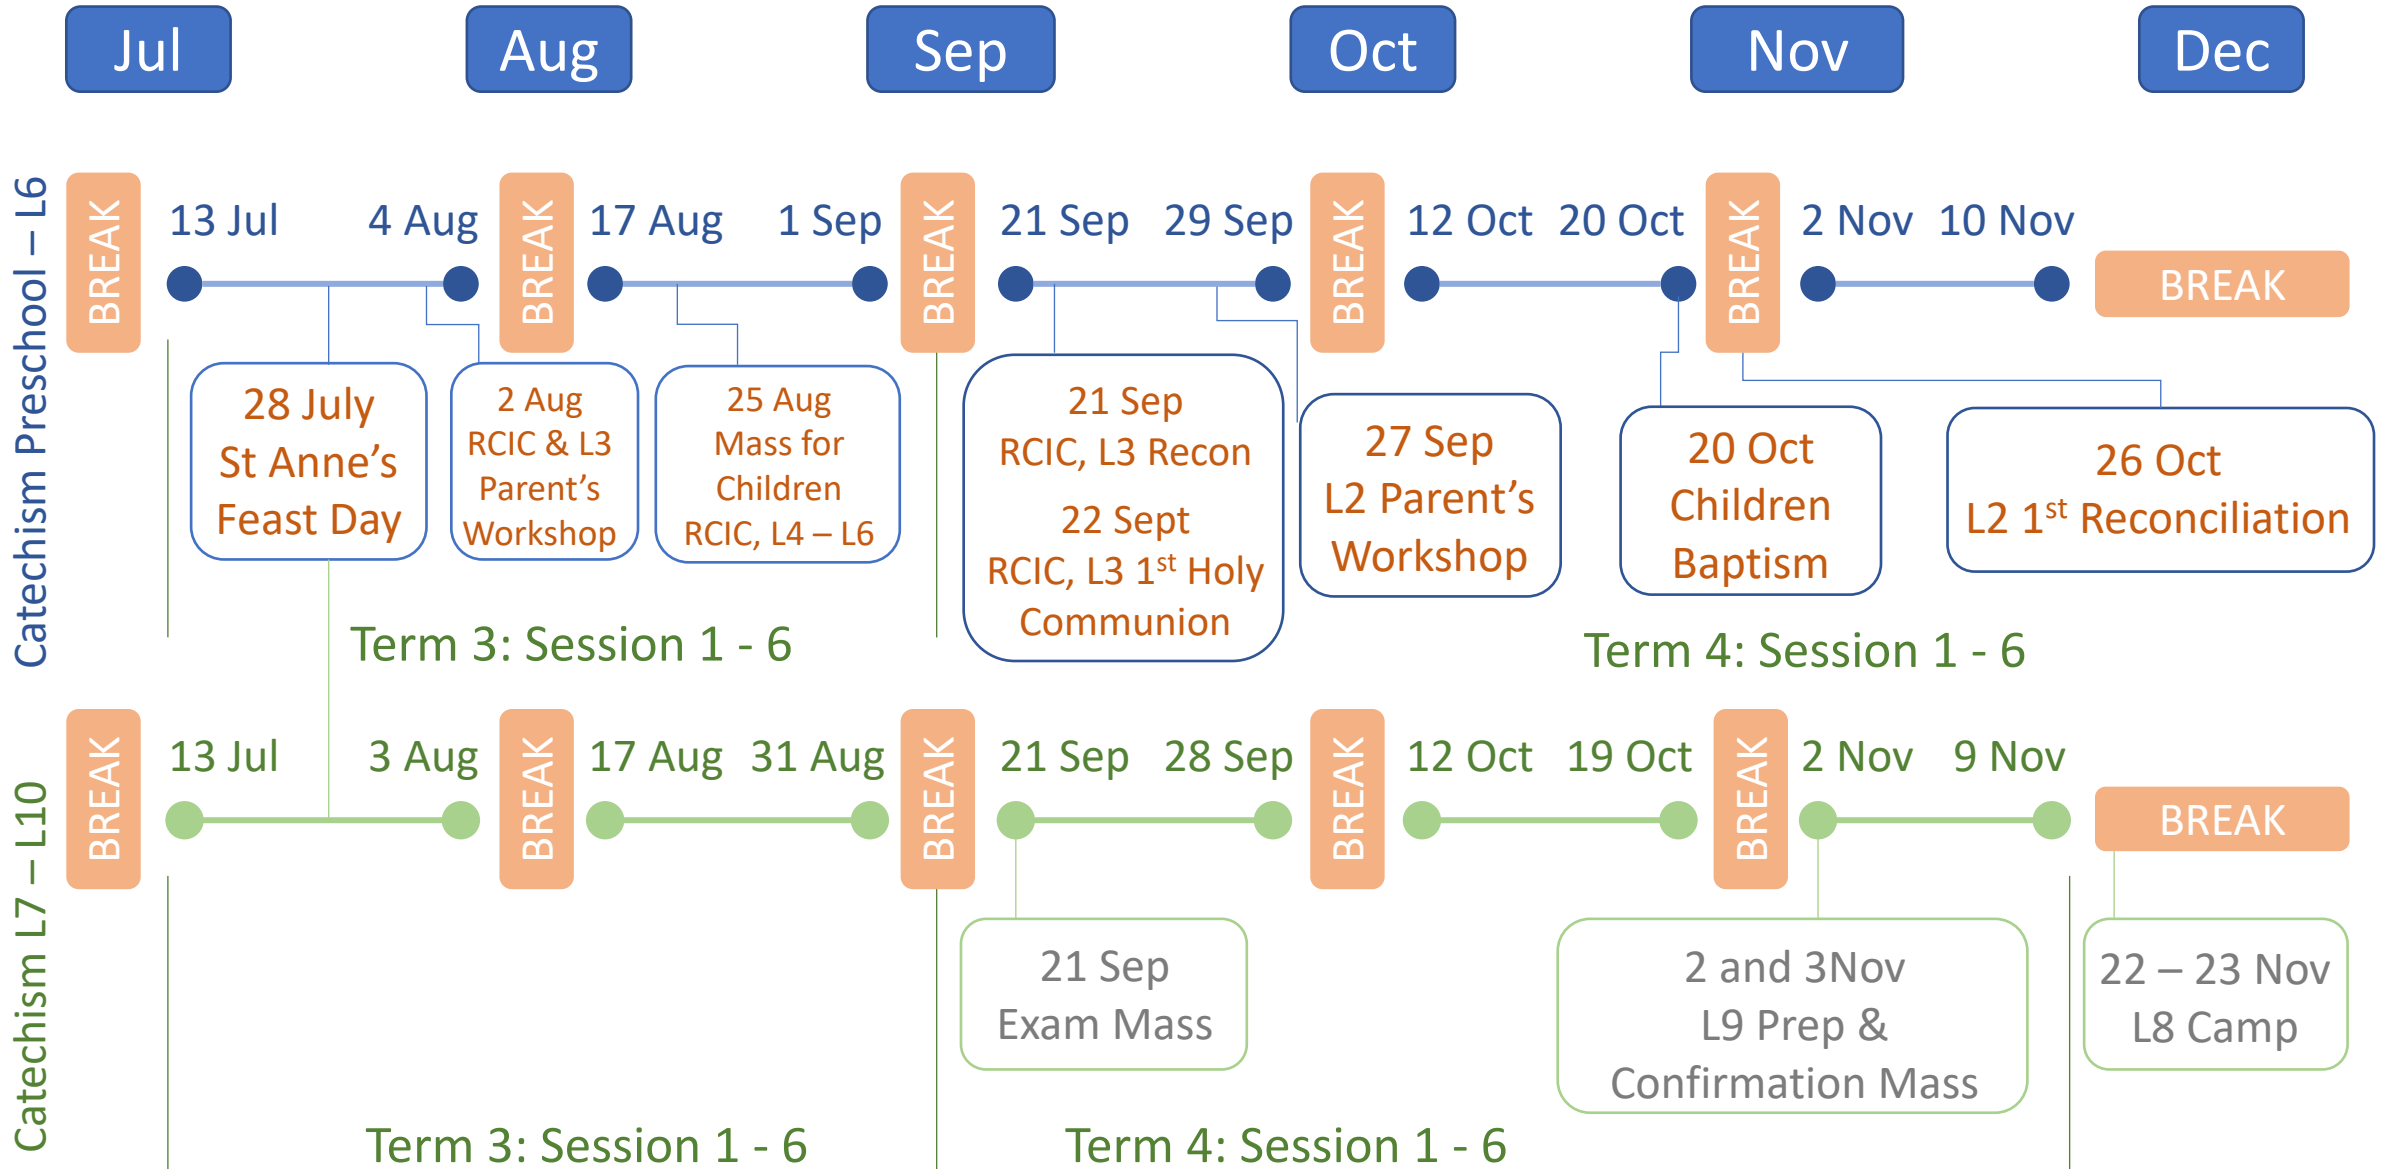 Jul Aug Sep Oct Nov Dec
Catechism Preschool – L6
BREAK
13 Jul
4 Aug
BREAK
17 Aug
1 Sep
BREAK
21 Sep
29 Sep
BREAK
12 Oct
20 Oct
BREAK
2 Nov
10 Nov
BREAK
28 July
St Anne’s
Feast Day
2 Aug
RCIC & L3
Parent’s
Workshop
25 Aug
Mass for
Children
RCIC, L4 – L6
21 Sep
RCIC, L3 Recon
22 Sept
RCIC, L3 1st Holy
Communion
27 Sep
L2 Parent’s
Workshop
20 Oct
Children
Baptism
26 Oct
L2 1st Reconciliation
Term 3: Session 1 - 6
Term 4: Session 1 - 6
Catechism L7 – L10
BREAK
13 Jul
3 Aug
BREAK
17 Aug
31 Aug
BREAK
21 Sep
28 Sep
BREAK
12 Oct
19 Oct
BREAK
2 Nov
9 Nov
BREAK
21 Sep
Exam Mass
2 and 3Nov
L9 Prep &
Confirmation Mass
22 – 23 Nov
L8 Camp
Term 3: Session 1 - 6
Term 4: Session 1 - 6